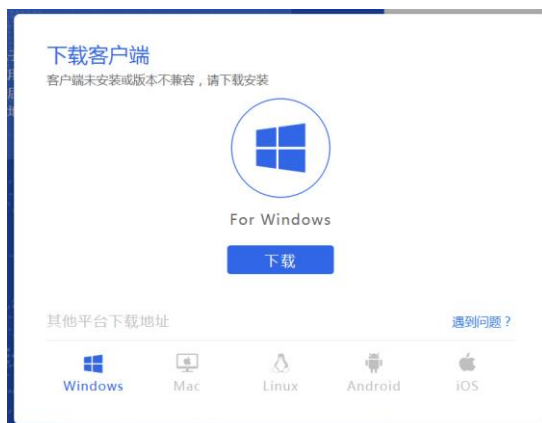 下载客户端
客户端未安装或版本不兼容，请下载安装
For Windows
下载
其他平台下载地址
遇到问题？
Windows
Mac
Linux
Android
iOS